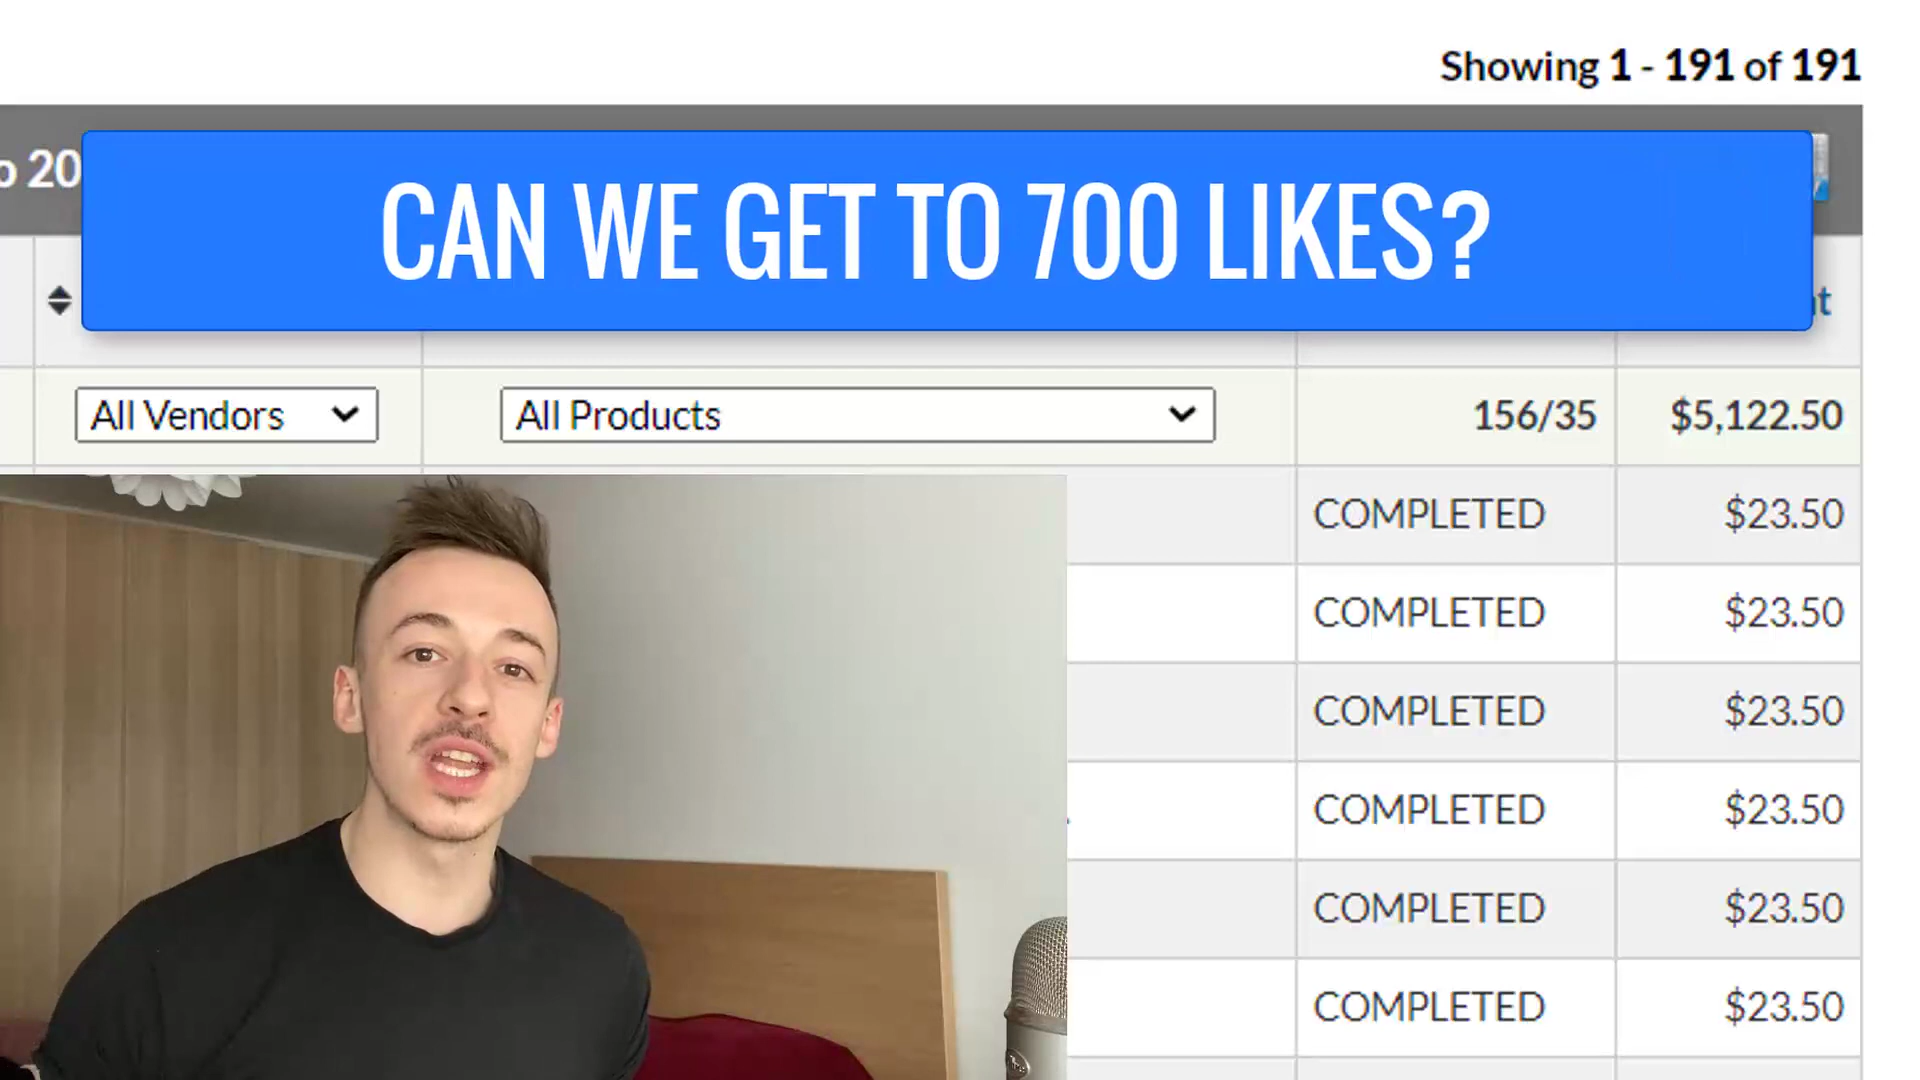 Showing 1 - 191 of 191
o 20
CAN WE GET TO 700 LIKES?
t
All Vendors
All Products
156/35
$5,122.50
COMPLETED
$23.50
COMPLETED
$23.50
COMPLETED
$23.50
COMPLETED
$23.50
COMPLETED
$23.50
COMPLETED
$23.50